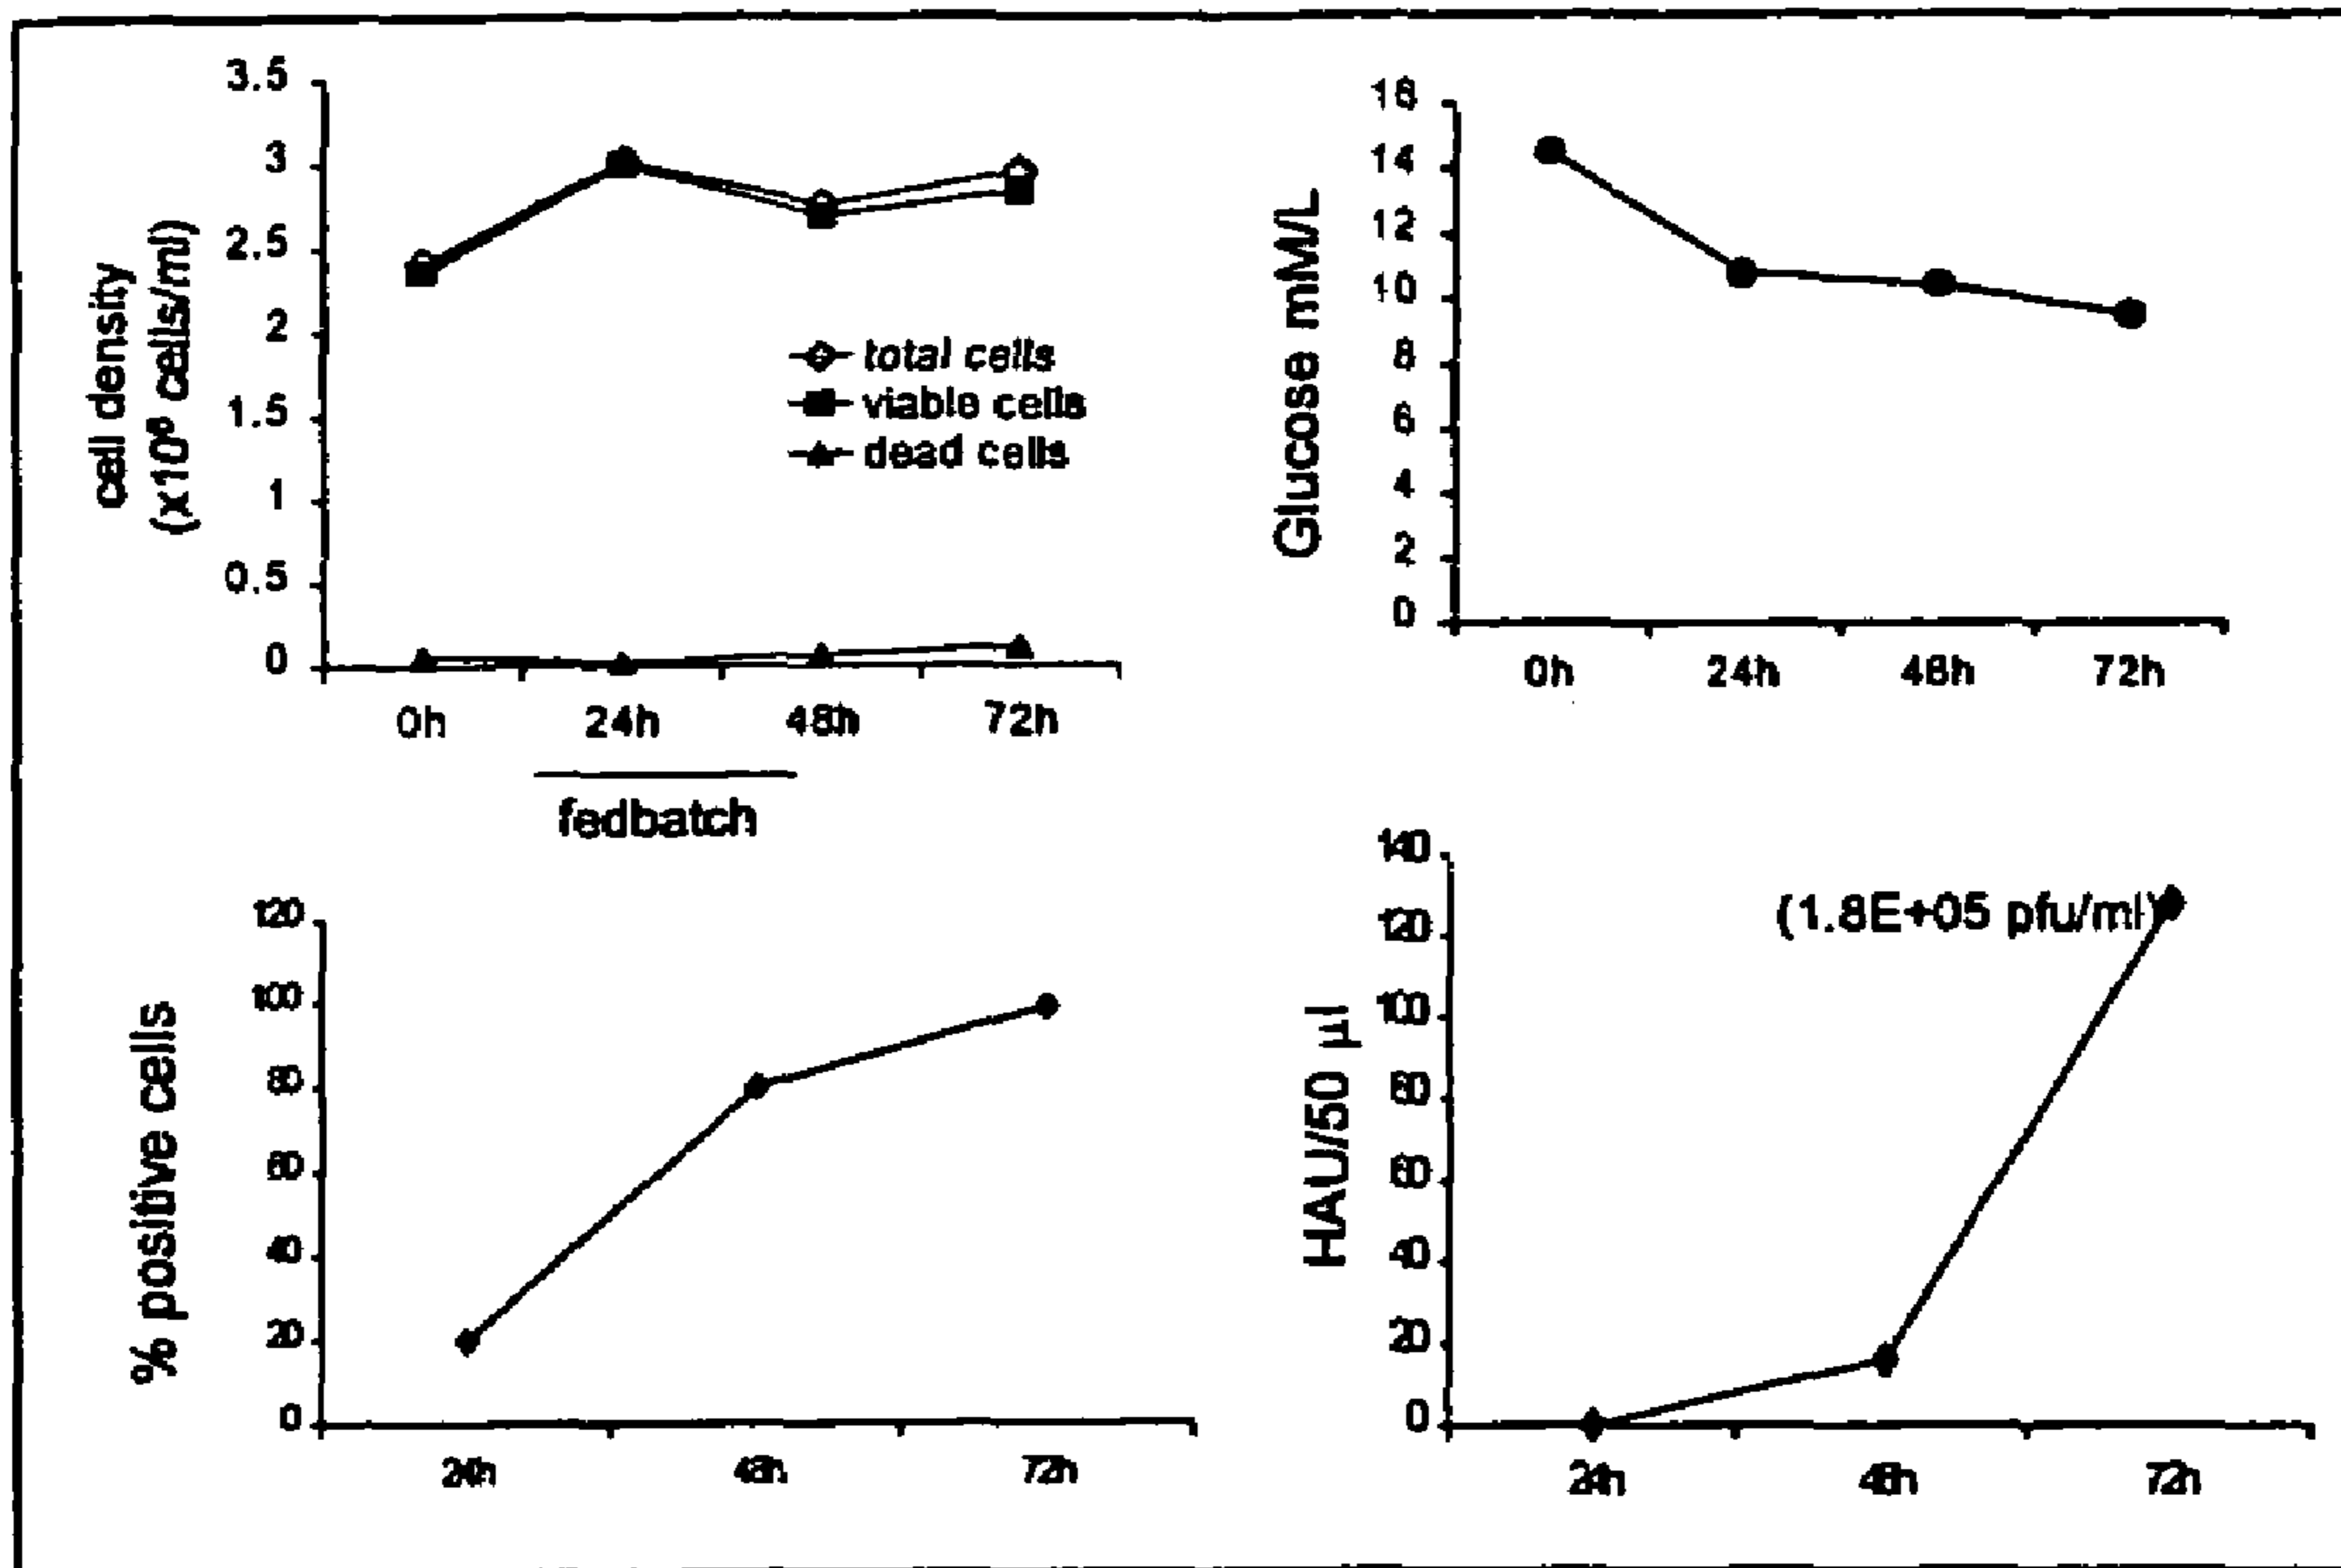 3.5
3
2.5
2
1.5
1
0.5
0
cell density
(x10⁶ cells/ml)
total cells
viable cells
dead cells
0h 24h 48h 72h
fedbatch
16
14
12
10
8
6
4
2
0
Glucose mM/L
0h 24h 48h 72h
120
100
80
60
40
20
0
% positive cells
24h 48h 72h
140
120
100
80
60
40
20
0
HAU/50 µl
(1.8E+05 pfu/ml)
24h 48h 72h